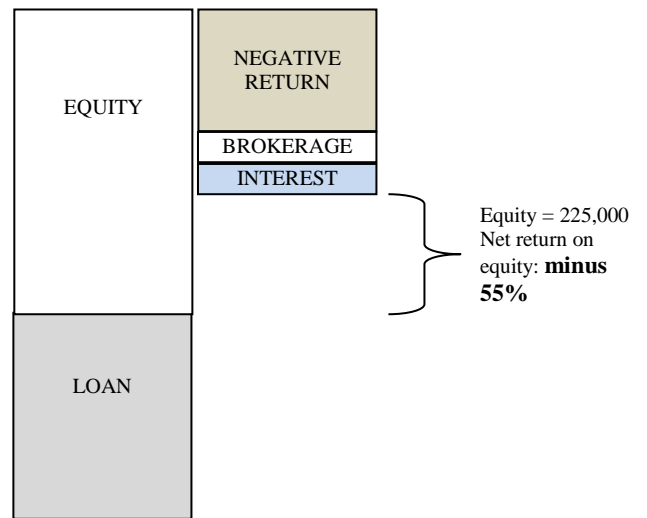 NEGATIVE
RETURN
EQUITY
BROKERAGE
INTEREST
Equity = 225,000
Net return on
equity: minus
55%
LOAN